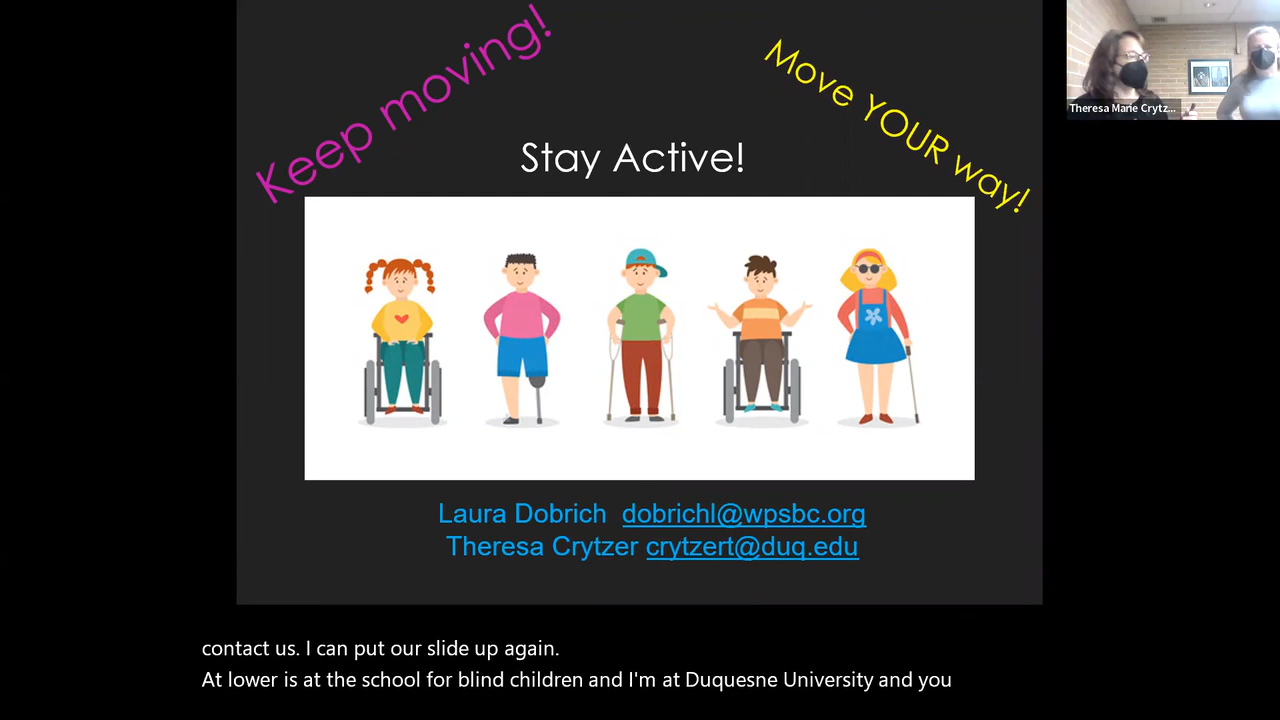 Keep moving!
Move YOUR way!
Theresa Marie Crytz...
Stay Active!
Laura Dobrich dobrichl@wpsbc.org
Theresa Crytzer crytzert@duq.edu
contact us. I can put our slide up again.
At lower is at the school for blind children and I'm at Duquesne University and you